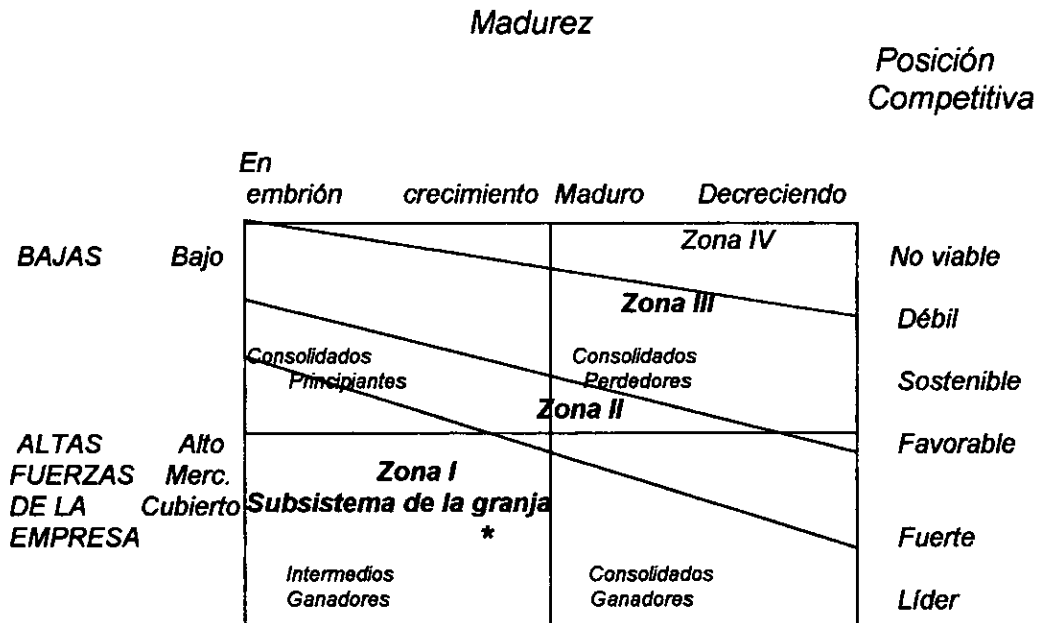 Madurez
Posición
Competitiva
En
embrión crecimiento Maduro Decreciendo
Zona IV
BAJAS Bajo No viable
Zona III
Débil
Consolidados Consolidados
Principiantes Perdedores Sostenible
Zona II
ALTAS Alto Favorable
FUERZAS Merc. Zona I
DE LA Cubierto Subsistema de la granja
EMPRESA * Fuerte
Intermedios Consolidados
Ganadores Ganadores Líder